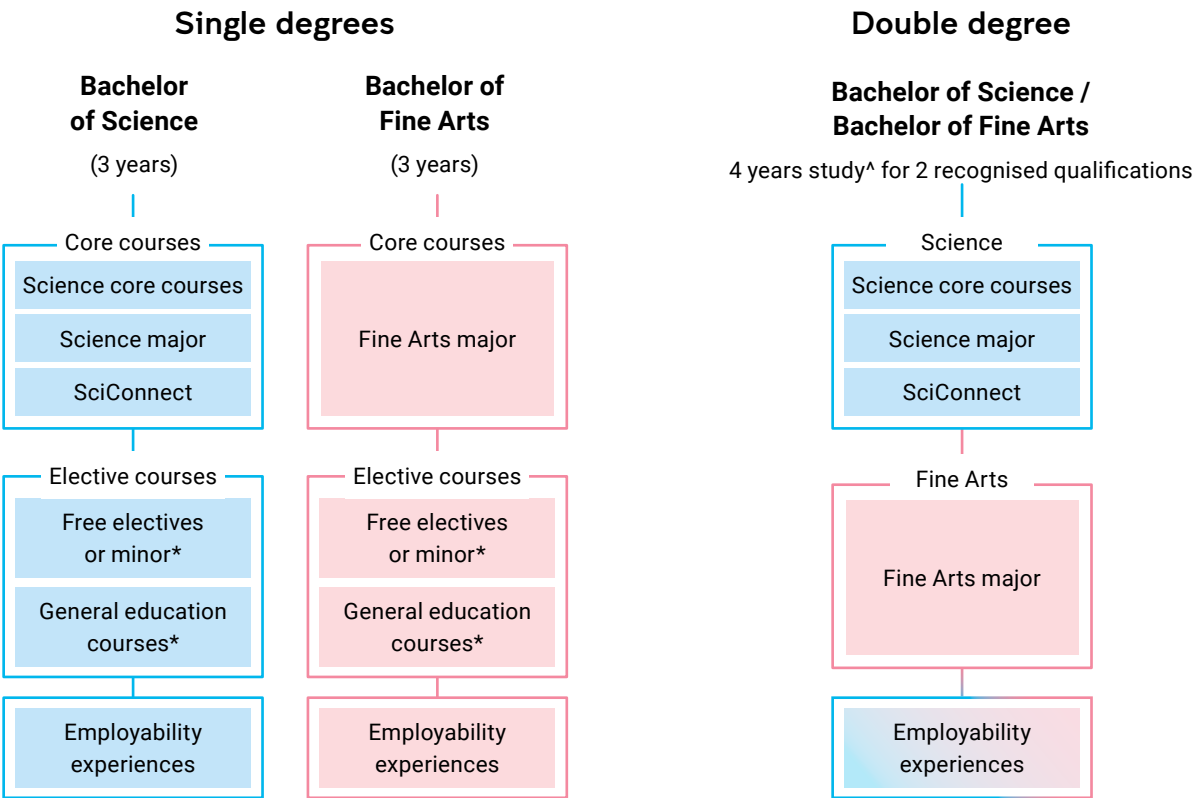 Single degrees
Bachelor
of Science
(3 years)
Core courses
Science core courses
Science major
SciConnect
Elective courses
Free electives
or minor*
General education
courses*
Employability
experiences
Bachelor of
Fine Arts
(3 years)
Core courses
Fine Arts major
Elective courses
Free electives
or minor*
General education
courses*
Employability
experiences
Double degree
Bachelor of Science /
Bachelor of Fine Arts
4 years study^ for 2 recognised qualifications
Science
Science core courses
Science major
SciConnect
Fine Arts
Fine Arts major
Employability
experiences